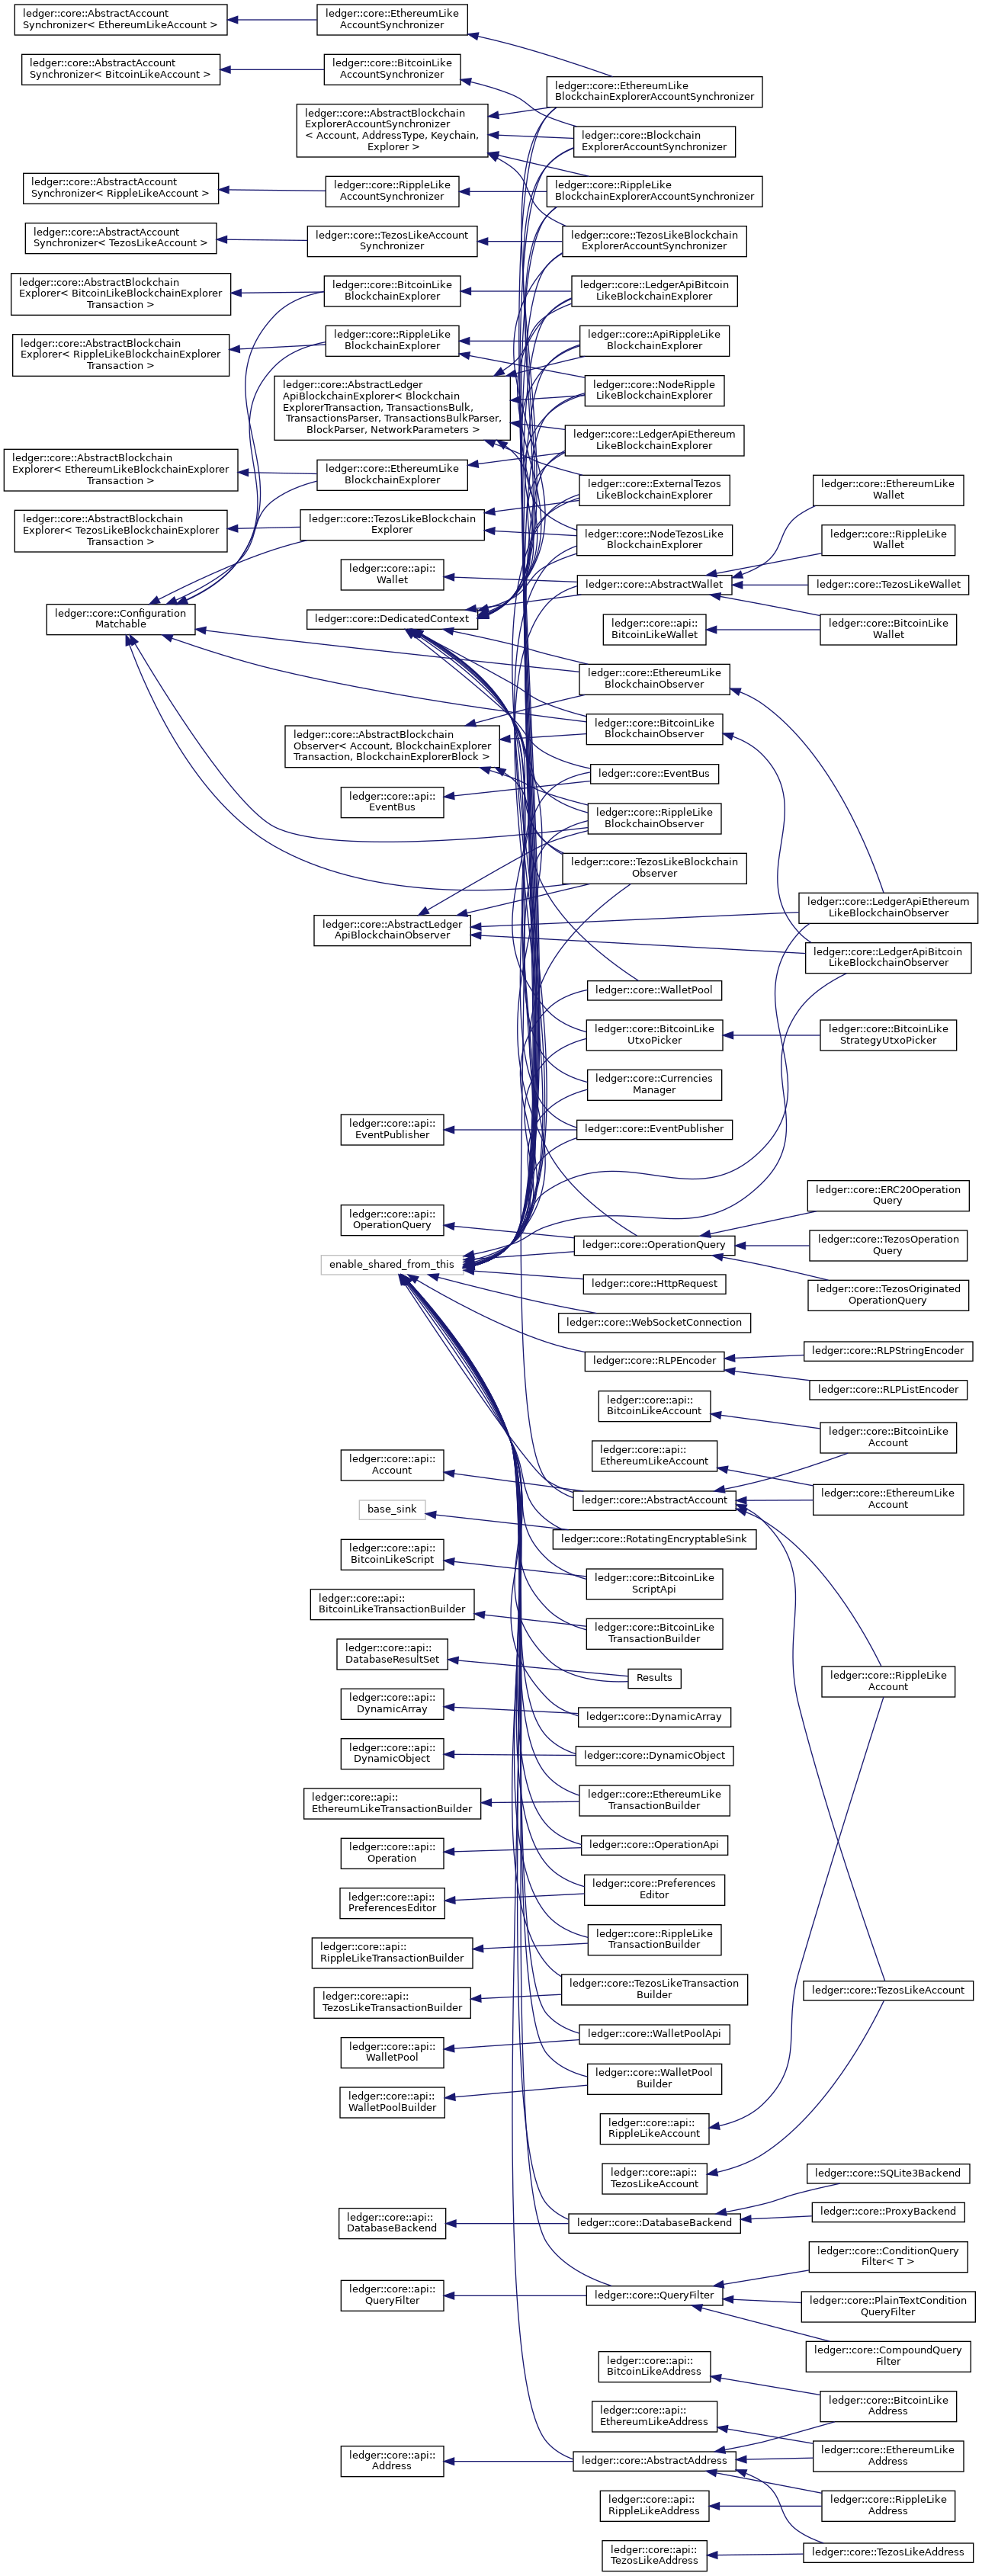 ledger::core::AbstractAccount
Synchronizer< EthereumLikeAccount >
ledger::core::EthereumLike
AccountSynchronizer
ledger::core::AbstractAccount
Synchronizer< BitcoinLikeAccount >
ledger::core::BitcoinLike
AccountSynchronizer
ledger::core::EthereumLike
BlockchainExplorerAccountSynchronizer
ledger::core::AbstractBlockchain
ExplorerAccountSynchronizer
< Account, AddressType, Keychain,
Explorer >
ledger::core::Blockchain
ExplorerAccountSynchronizer
ledger::core::AbstractAccount
Synchronizer< RippleLikeAccount >
ledger::core::RippleLike
AccountSynchronizer
ledger::core::RippleLike
BlockchainExplorerAccountSynchronizer
ledger::core::AbstractAccount
Synchronizer< TezosLikeAccount >
ledger::core::TezosLikeAccount
Synchronizer
ledger::core::TezosLikeBlockchain
ExplorerAccountSynchronizer
ledger::core::AbstractBlockchain
Explorer< BitcoinLikeBlockchainExplorer
Transaction >
ledger::core::BitcoinLike
BlockchainExplorer
ledger::core::LedgerApiBitcoin
LikeBlockchainExplorer
ledger::core::AbstractBlockchain
Explorer< RippleLikeBlockchainExplorer
Transaction >
ledger::core::RippleLike
BlockchainExplorer
ledger::core::ApiRippleLike
BlockchainExplorer
ledger::core::AbstractLedger
ApiBlockchainExplorer< Blockchain
ExplorerTransaction, TransactionsBulk,
TransactionsParser, TransactionsBulkParser,
BlockParser, NetworkParameters >
ledger::core::NodeRipple
LikeBlockchainExplorer
ledger::core::LedgerApiEthereum
LikeBlockchainExplorer
ledger::core::AbstractBlockchain
Explorer< EthereumLikeBlockchainExplorer
Transaction >
ledger::core::EthereumLike
BlockchainExplorer
ledger::core::ExternalTezos
LikeBlockchainExplorer
ledger::core::EthereumLike
Wallet
ledger::core::AbstractBlockchain
Explorer< TezosLikeBlockchainExplorer
Transaction >
ledger::core::TezosLikeBlockchain
Explorer
ledger::core::NodeTezosLike
BlockchainExplorer
ledger::core::RippleLike
Wallet
ledger::core::api::
Wallet
ledger::core::AbstractWallet
ledger::core::TezosLikeWallet
ledger::core::Configuration
Matchable
ledger::core::DedicatedContext
ledger::core::api::
BitcoinLikeWallet
ledger::core::BitcoinLike
Wallet
ledger::core::EthereumLike
BlockchainObserver
ledger::core::BitcoinLike
BlockchainObserver
ledger::core::AbstractBlockchain
Observer< Account, BlockchainExplorer
Transaction, BlockchainExplorerBlock >
ledger::core::EventBus
ledger::core::api::
EventBus
ledger::core::RippleLike
BlockchainObserver
ledger::core::TezosLikeBlockchain
Observer
ledger::core::LedgerApiEthereum
LikeBlockchainObserver
ledger::core::AbstractLedger
ApiBlockchainObserver
ledger::core::LedgerApiBitcoin
LikeBlockchainObserver
ledger::core::WalletPool
ledger::core::BitcoinLike
UtxoPicker
ledger::core::BitcoinLike
StrategyUtxoPicker
ledger::core::Currencies
Manager
ledger::core::api::
EventPublisher
ledger::core::EventPublisher
ledger::core::ERC20Operation
Query
ledger::core::api::
OperationQuery
ledger::core::OperationQuery
ledger::core::TezosOperation
Query
enable_shared_from_this
ledger::core::HttpRequest
ledger::core::TezosOriginated
OperationQuery
ledger::core::WebSocketConnection
ledger::core::RLPEncoder
ledger::core::RLPStringEncoder
ledger::core::RLPListEncoder
ledger::core::api::
BitcoinLikeAccount
ledger::core::BitcoinLike
Account
ledger::core::api::
EthereumLikeAccount
ledger::core::api::
Account
ledger::core::AbstractAccount
ledger::core::EthereumLike
Account
base_sink
ledger::core::RotatingEncryptableSink
ledger::core::api::
BitcoinLikeScript
ledger::core::BitcoinLike
ScriptApi
ledger::core::api::
BitcoinLikeTransactionBuilder
ledger::core::BitcoinLike
TransactionBuilder
ledger::core::api::
DatabaseResultSet
Results
ledger::core::RippleLike
Account
ledger::core::api::
DynamicArray
ledger::core::DynamicArray
ledger::core::api::
DynamicObject
ledger::core::DynamicObject
ledger::core::api::
EthereumLikeTransactionBuilder
ledger::core::EthereumLike
TransactionBuilder
ledger::core::api::
Operation
ledger::core::OperationApi
ledger::core::api::
PreferencesEditor
ledger::core::Preferences
Editor
ledger::core::api::
RippleLikeTransactionBuilder
ledger::core::RippleLike
TransactionBuilder
ledger::core::api::
TezosLikeTransactionBuilder
ledger::core::TezosLikeTransaction
Builder
ledger::core::TezosLikeAccount
ledger::core::api::
WalletPool
ledger::core::WalletPoolApi
ledger::core::api::
WalletPoolBuilder
ledger::core::WalletPool
Builder
ledger::core::api::
RippleLikeAccount
ledger::core::api::
TezosLikeAccount
ledger::core::SQLite3Backend
ledger::core::api::
DatabaseBackend
ledger::core::DatabaseBackend
ledger::core::ProxyBackend
ledger::core::ConditionQuery
Filter< T >
ledger::core::api::
QueryFilter
ledger::core::QueryFilter
ledger::core::PlainTextCondition
QueryFilter
ledger::core::CompoundQuery
Filter
ledger::core::api::
BitcoinLikeAddress
ledger::core::BitcoinLike
Address
ledger::core::api::
EthereumLikeAddress
ledger::core::api::
Address
ledger::core::AbstractAddress
ledger::core::EthereumLike
Address
ledger::core::api::
RippleLikeAddress
ledger::core::RippleLike
Address
ledger::core::api::
TezosLikeAddress
ledger::core::TezosLikeAddress